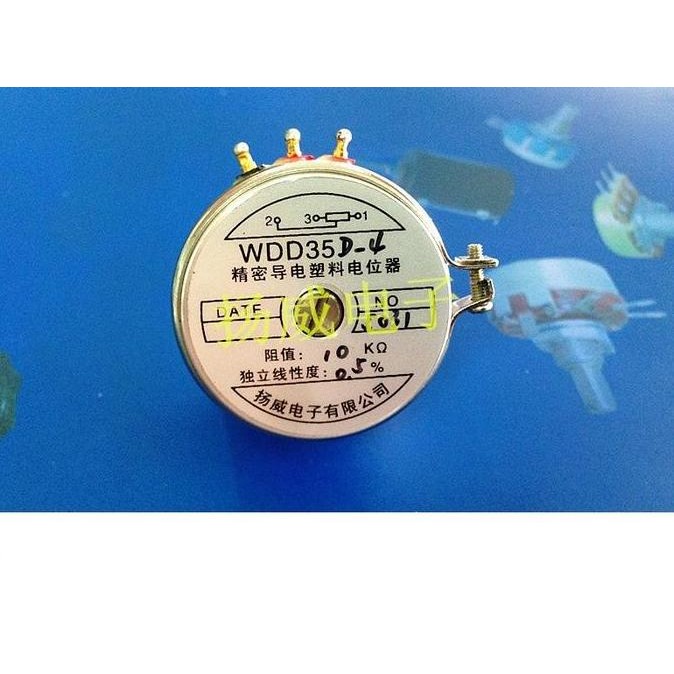 2 3 1
WDD35D-4
精密导电塑料电位器
扬威电子
DATE NO
阻值: 10 KΩ
独立线性度: 0.5%
扬威电子有限公司